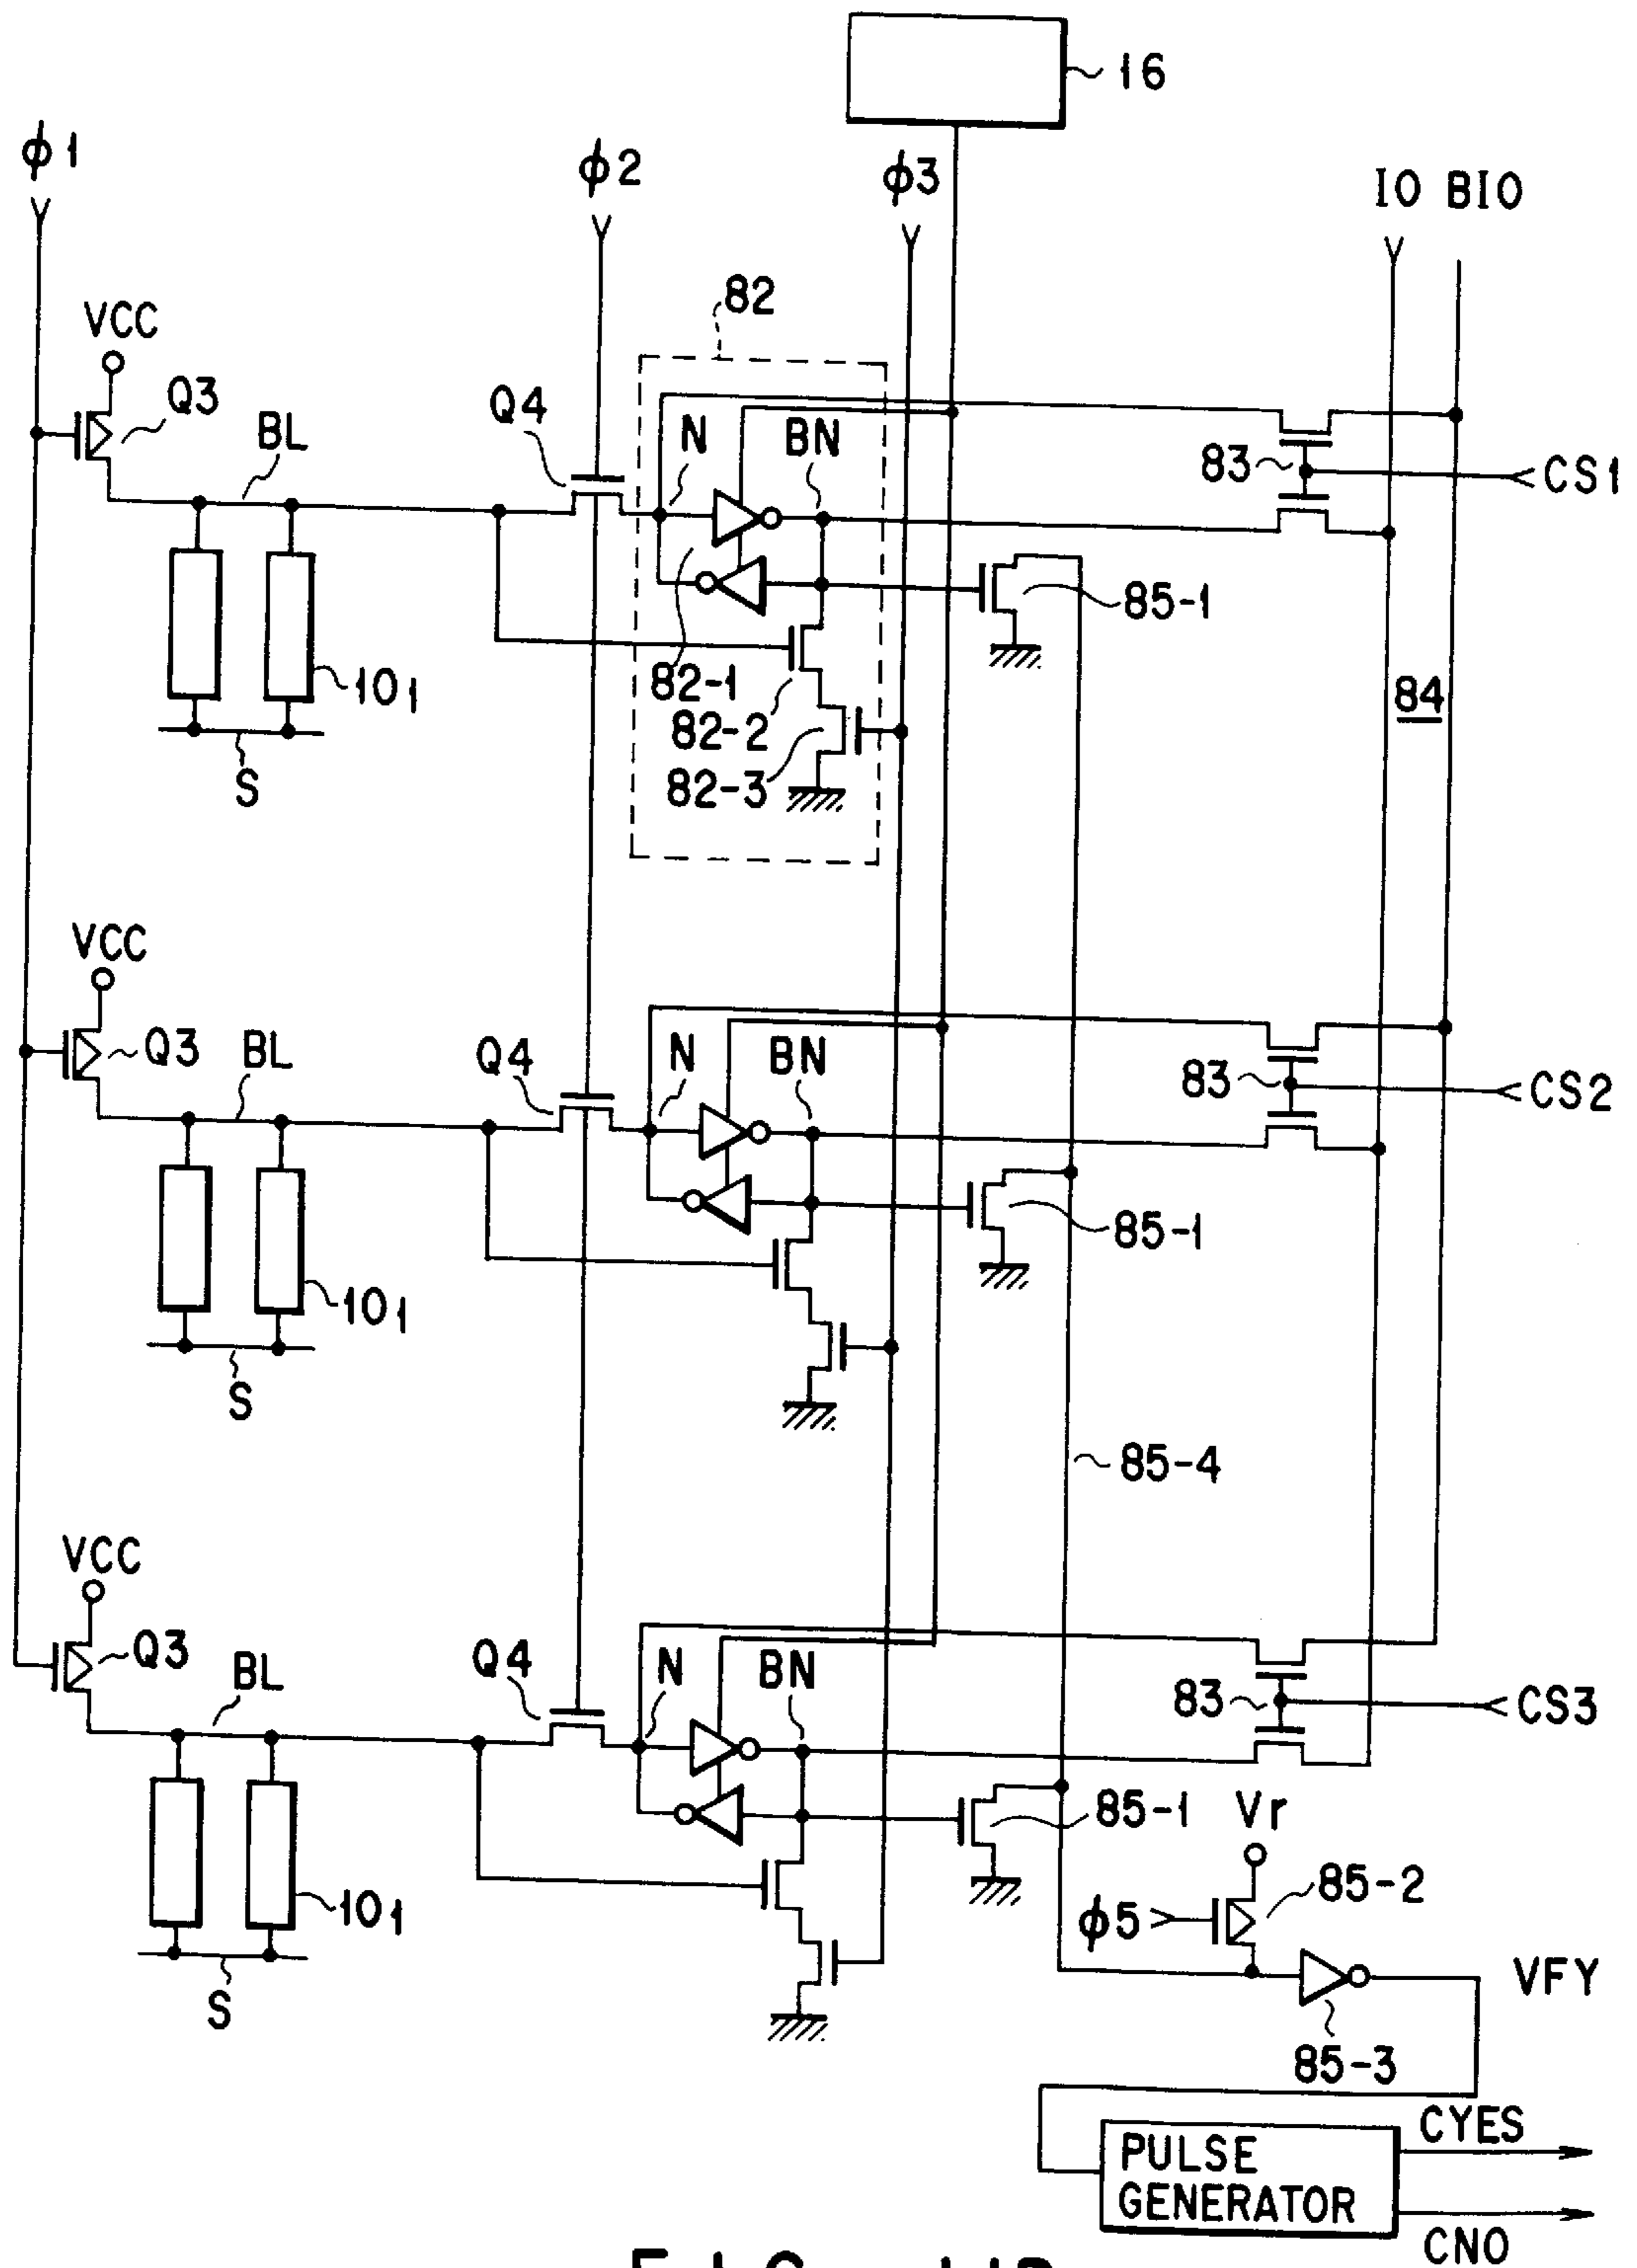 16
φ1
φ2
φ3
IO BIO
82
VCC
Q3
Q4
BL
N
BN
83
CS1
85-1
101
82-1
84
82-2
S
82-3
VCC
Q3
BL
Q4
N
BN
83
CS2
85-1
101
S
85-4
VCC
Q3
BL
Q4
N
BN
83
CS3
85-1
Vr
85-2
101
φ5
S
VFY
85-3
CYES
PULSE
GENERATOR
CNO